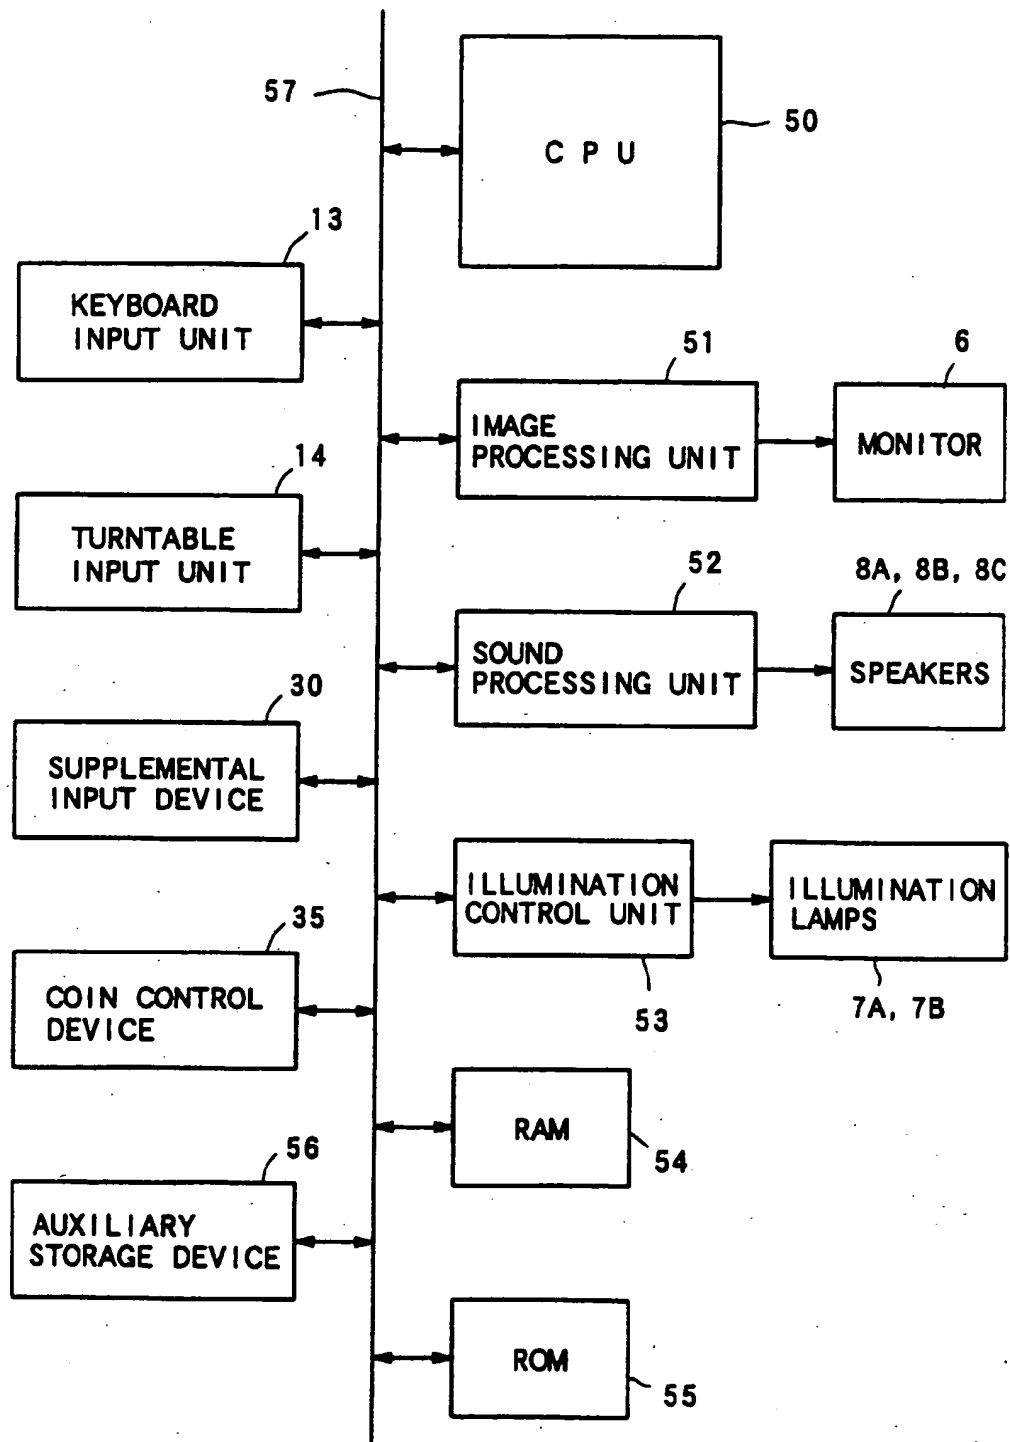 57
CPU
50
13
KEYBOARD
INPUT UNIT
51
6
IMAGE
PROCESSING UNIT
MONITOR
14
TURNTABLE
INPUT UNIT
52
8A, 8B, 8C
SOUND
PROCESSING UNIT
SPEAKERS
30
SUPPLEMENTAL
INPUT DEVICE
ILLUMINATION
CONTROL UNIT
ILLUMINATION
LAMPS
53
7A, 7B
35
COIN CONTROL
DEVICE
RAM
54
56
AUXILIARY
STORAGE DEVICE
ROM
55